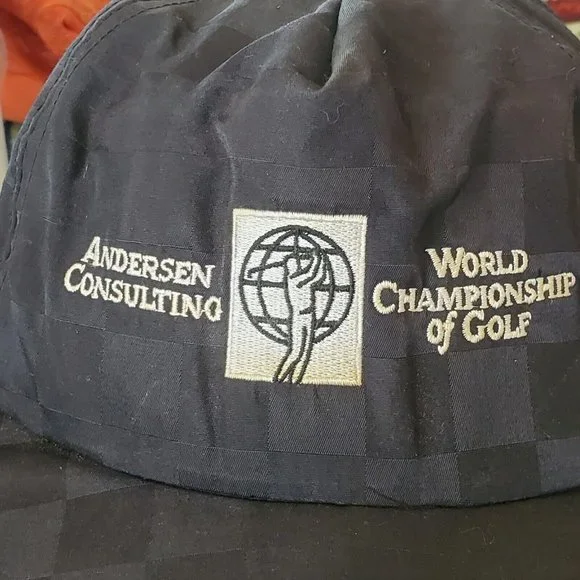 ANDERSEN
CONSULTING
WORLD
CHAMPIONSHIP
of GOLF